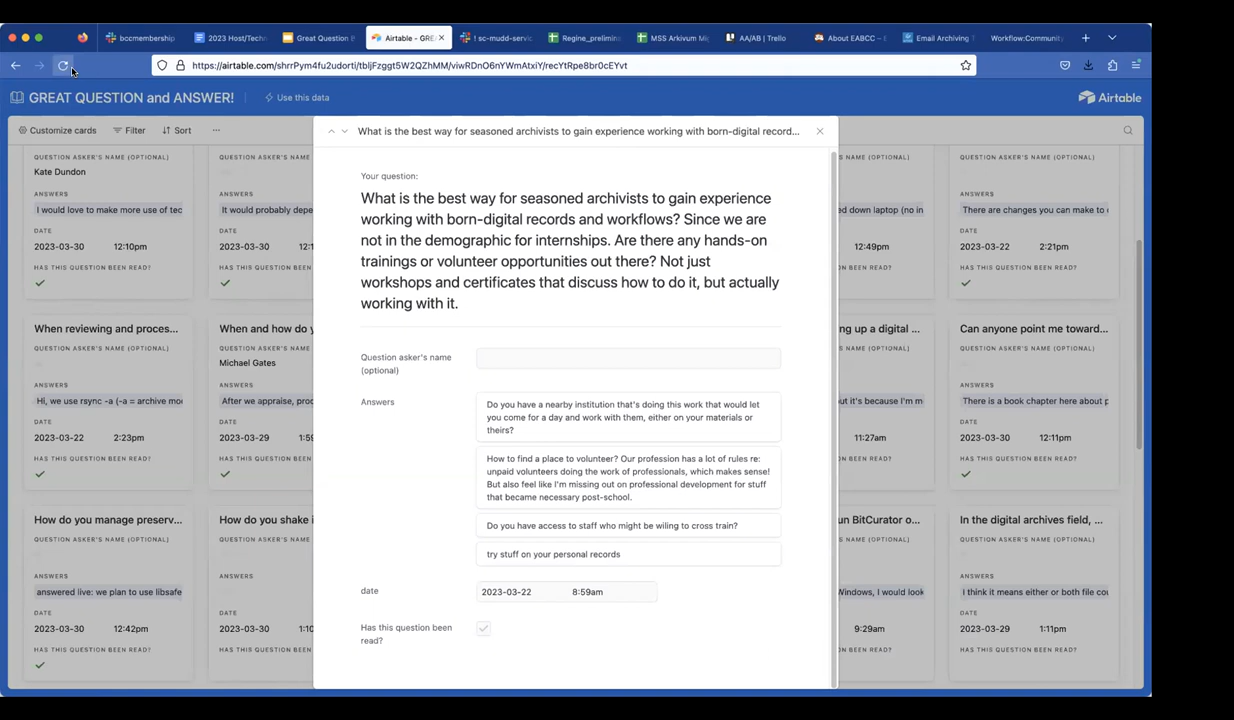 bccmembership
2023 Host/Techn
Great Question B
Airtable - GRE
! sc-mudd-servic
Regine_prelimin
MSS Arkivum Mi
AA/AB | Trello
About EABCC – E
Email Archiving
Workflow:Community
https://airtable.com/shrrPym4fu2udorti/tbljFzggt5W2QZhMM/viwRDnO6nYWmAtxiY/recYtRpe8br0cEYvt
GREAT QUESTION and ANSWER!
Use this data
Airtable
Customize cards
Filter
Sort
...
What is the best way for seasoned archivists to gain experience working with born-digital record...
QUESTION ASKER'S NAME (OPTIONAL)
QUESTION ASKER'S NAME (OPTIONAL)
QUESTION ASKER'S NAME (OPTIONAL)
Kate Dundon
ANSWERS
ANSWERS
ANSWERS
I would love to make more use of tec
It would probably depe
d down laptop (no in
There are changes you can make to
DATE
DATE
DATE
2023-03-30 12:10pm
2023-03-30 12:1
12:49pm
2023-03-22 2:21pm
HAS THIS QUESTION BEEN READ?
HAS THIS QUESTION BEEN
EEN READ?
HAS THIS QUESTION BEEN READ?
Your question:
What is the best way for seasoned archivists to gain experience
working with born-digital records and workflows? Since we are
not in the demographic for internships. Are there any hands-on
trainings or volunteer opportunities out there? Not just
workshops and certificates that discuss how to do it, but actually
working with it.
Question asker's name
(optional)
Answers
Do you have a nearby institution that's doing this work that would let
you come for a day and work with them, either on your materials or
theirs?
How to find a place to volunteer? Our profession has a lot of rules re:
unpaid volunteers doing the work of professionals, which makes sense!
But also feel like I'm missing out on professional development for stuff
that became necessary post-school.
Do you have access to staff who might be wiling to cross train?
try stuff on your personal records
date
2023-03-22 8:59am
Has this question been
read?
When reviewing and proces...
When and how do y
ng up a digital ...
Can anyone point me toward...
QUESTION ASKER'S NAME (OPTIONAL)
QUESTION ASKER'S NAM
ME (OPTIONAL)
QUESTION ASKER'S NAME (OPTIONAL)
Michael Gates
ANSWERS
ANSWERS
ANSWERS
Hi, we use rsync -a (-a = archive mo
After we appraise, proc
ut it's because I'm m
There is a book chapter here about p
DATE
DATE
DATE
2023-03-22 2:23pm
2023-03-29 1:59
11:27am
2023-03-30 12:11pm
HAS THIS QUESTION BEEN READ?
HAS THIS QUESTION BEEN
EEN READ?
HAS THIS QUESTION BEEN READ?
How do you manage preserv...
How do you shake i
un BitCurator o...
In the digital archives field, ...
QUESTION ASKER'S NAME (OPTIONAL)
QUESTION ASKER'S NAM
ME (OPTIONAL)
QUESTION ASKER'S NAME (OPTIONAL)
ANSWERS
ANSWERS
ANSWERS
answered live: we plan to use libsafe
Windows, I would look
I think it means either or both file cou
DATE
DATE
DATE
2023-03-30 12:42pm
2023-03-30 1:10
9:29am
2023-03-29 1:11pm
HAS THIS QUESTION BEEN READ?
HAS THIS QUESTION BEEN
EEN READ?
HAS THIS QUESTION BEEN READ?